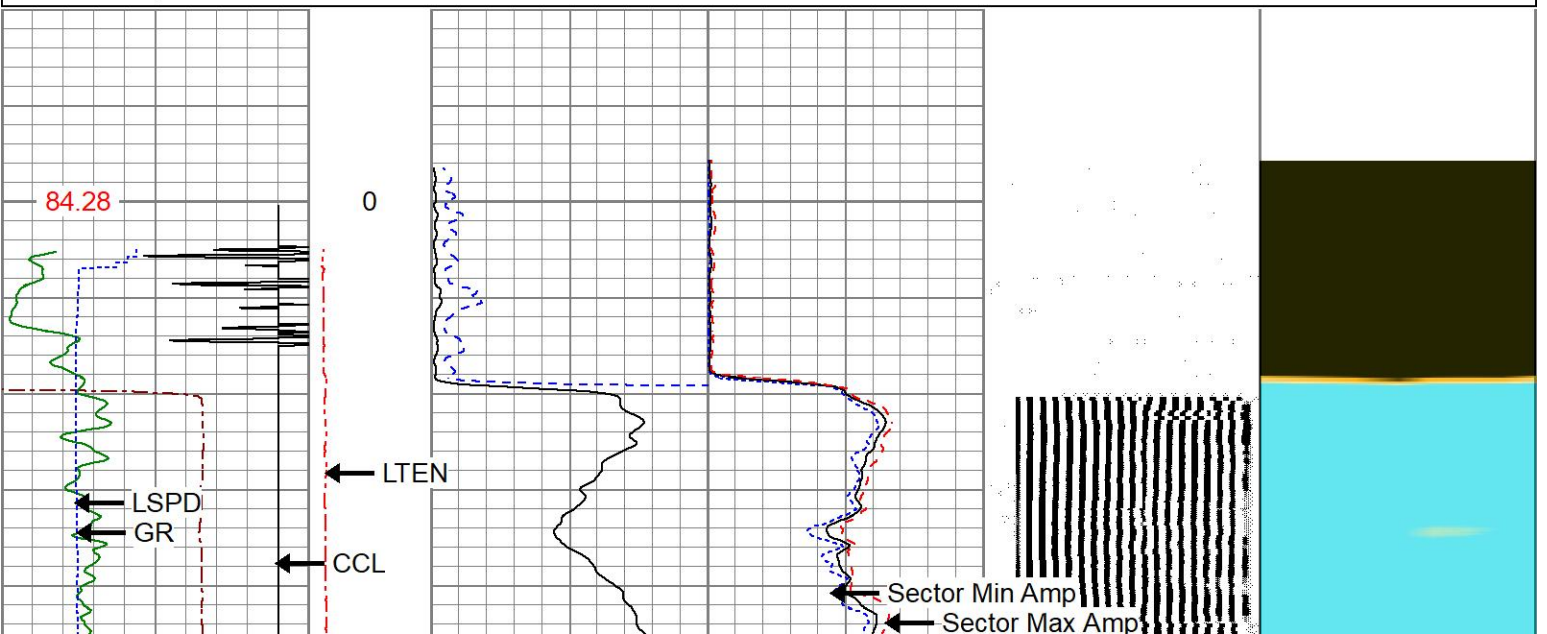 84.28
0
LTEN
LSPD
GR
CCL
Sector Min Amp
Sector Max Amp